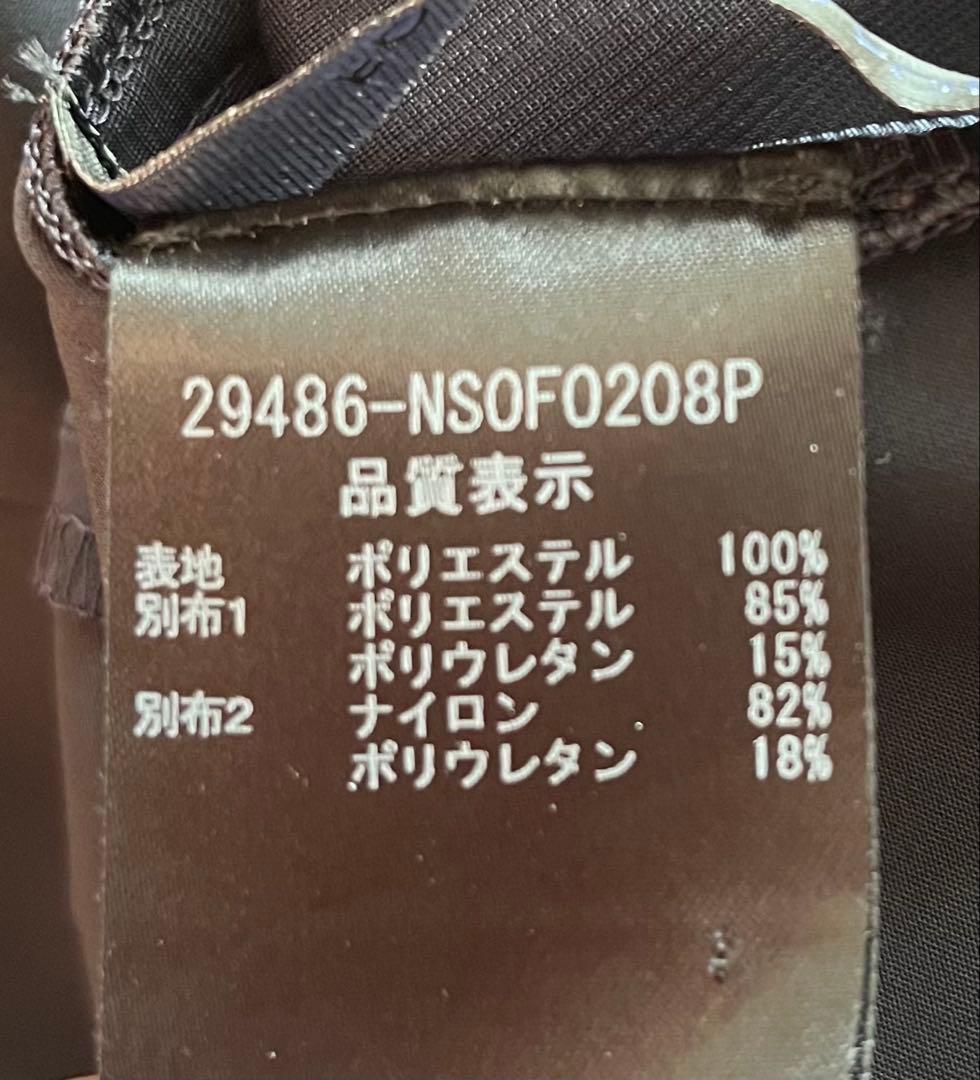 29486-NSOF0208P
品質表示
表地 ポリエステル 100%
別布1 ポリエステル 85%
ポリウレタン 15%
別布2 ナイロン 82%
ポリウレタン 18%